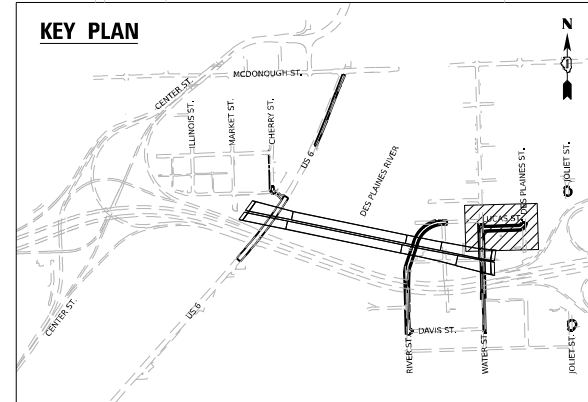 KEY PLAN
N
MCDONOUGH ST.
CENTER ST.
ILLINOIS ST.
MARKET ST.
CHERRY ST.
US 6
DES PLAINES RIVER
DES PLAINES ST.
JOLIET ST.
LUCAS ST.
CENTER ST.
US 6
DAVIS ST.
RIVER ST.
WATER ST.
JOLIET ST.